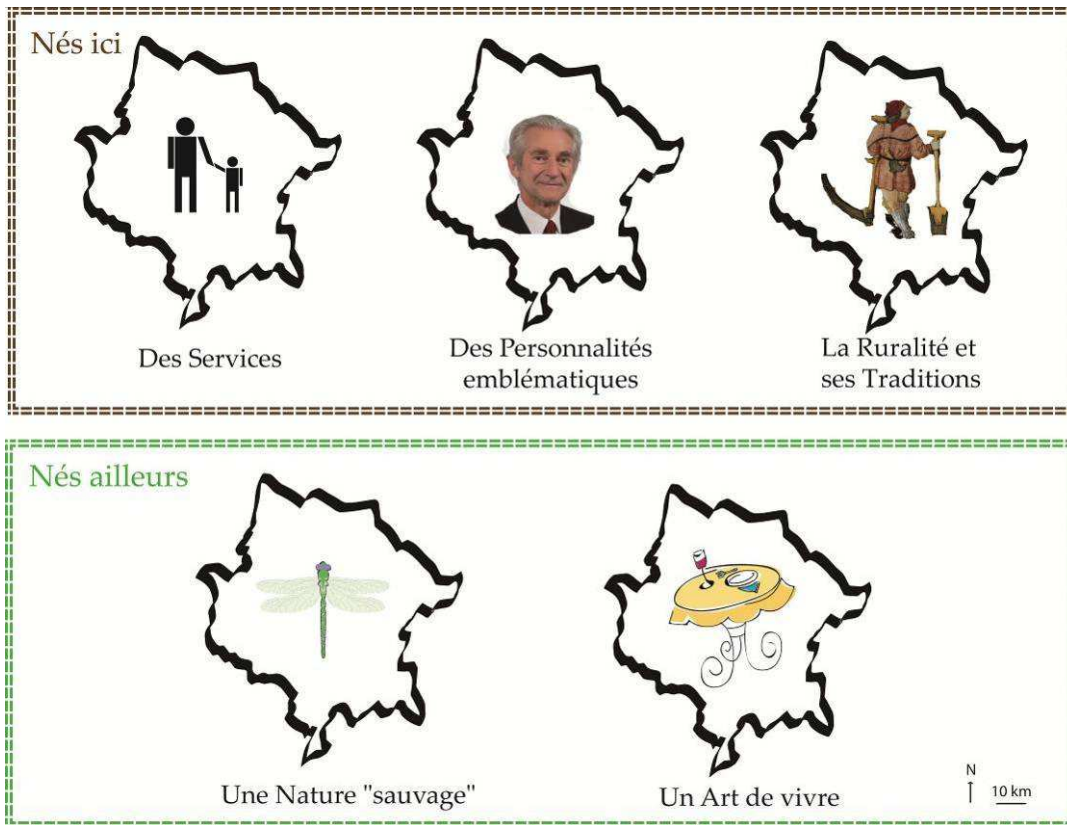 Nés ici
Des Services
Des Personnalités
emblématiques
La Ruralité et
ses Traditions
Nés ailleurs
Une Nature "sauvage"
Un Art de vivre
N
10 km